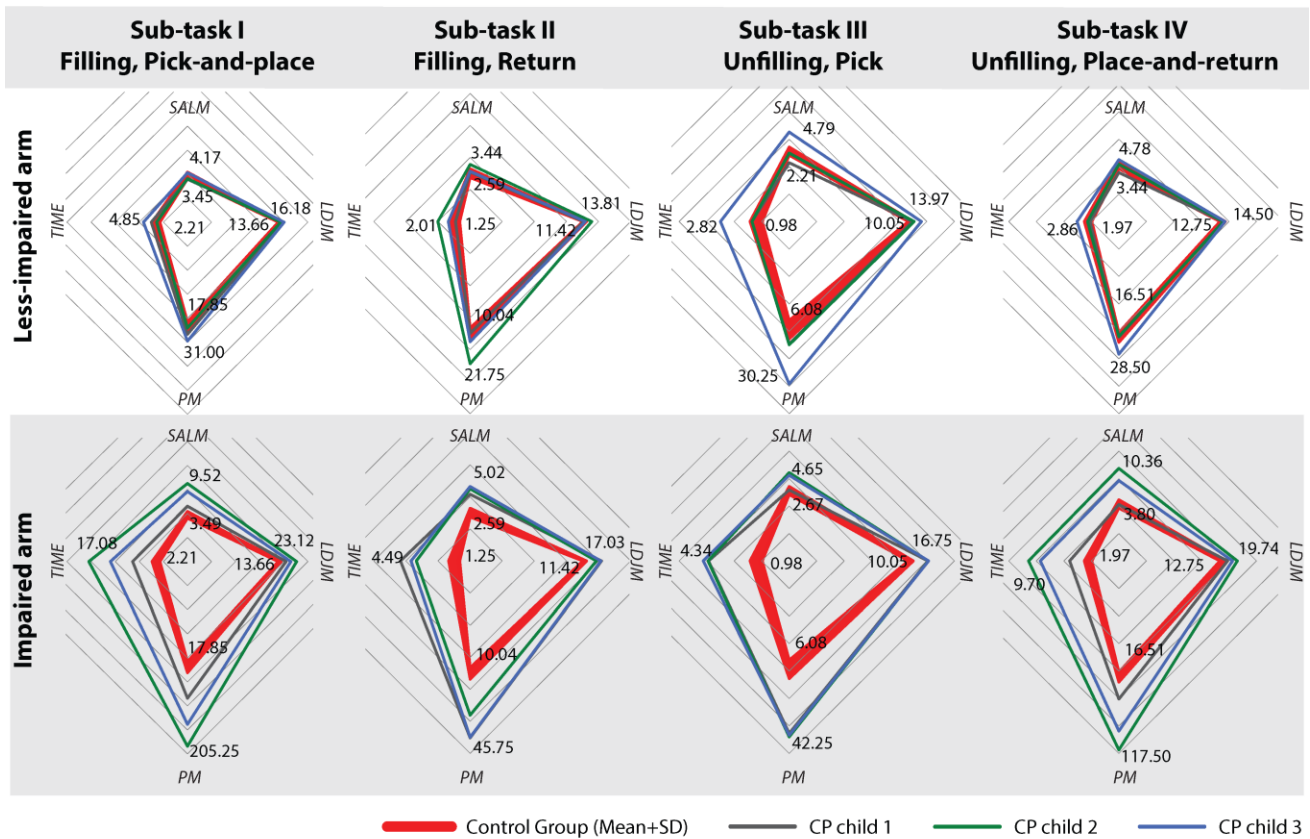 Sub-task I
Filling, Pick-and-place
Sub-task II
Filling, Return
Sub-task III
Unfilling, Pick
Sub-task IV
Unfilling, Place-and-return
Less-impaired arm
SALM
4.17
3.45
4.85
2.21
13.66
16.18
TIME
LDJM
17.85
31.00
PM
SALM
3.44
2.59
2.01
1.25
11.42
13.81
TIME
LDJM
10.04
21.75
PM
SALM
4.79
2.21
2.82
0.98
10.05
13.97
TIME
LDJM
6.08
30.25
PM
SALM
4.78
3.44
2.86
1.97
12.75
14.50
TIME
LDJM
16.51
28.50
PM
Impaired arm
SALM
9.52
3.49
17.08
2.21
13.66
23.12
TIME
LDJM
17.85
205.25
PM
SALM
5.02
2.59
4.49
1.25
11.42
17.03
TIME
LDJM
10.04
45.75
PM
SALM
4.65
2.67
4.34
0.98
10.05
16.75
TIME
LDJM
6.08
42.25
PM
SALM
10.36
3.80
9.70
1.97
12.75
19.74
TIME
LDJM
16.51
117.50
PM
Control Group (Mean+SD)
CP child 1
CP child 2
CP child 3